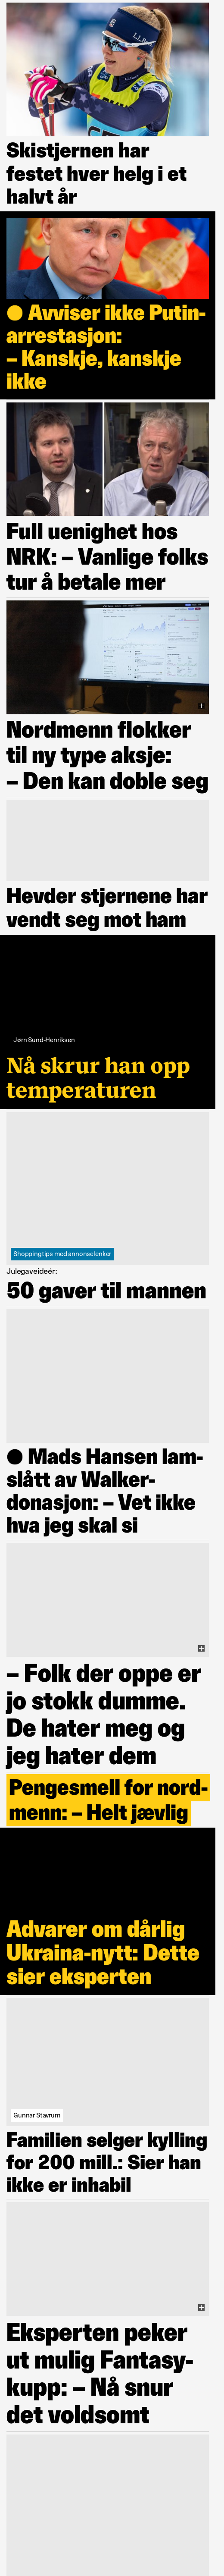 Skistjernen har
festet hver helg i et
halvt år
● Avviser ikke Putin-
arrestasjon:
– Kanskje, kanskje
ikke
Full uenighet hos
NRK: – Vanlige folks
tur å betale mer
Nordmenn flokker
til ny type aksje:
– Den kan doble seg
Hevder stjernene har
vendt seg mot ham
Jørn Sund-Henriksen
Nå skrur han opp
temperaturen
Shoppingtips med annonselenker
Julegaveideér:
50 gaver til mannen
● Mads Hansen lam-
slått av Walker-
donasjon: – Vet ikke
hva jeg skal si
– Folk der oppe er
jo stokk dumme.
De hater meg og
jeg hater dem
Pengesmell for nord-
menn: – Helt jævlig
Advarer om dårlig
Ukraina-nytt: Dette
sier eksperten
Gunnar Stavrum
Familien selger kylling
for 200 mill.: Sier han
ikke er inhabil
Eksperten peker
ut mulig Fantasy-
kupp: – Nå snur
det voldsomt